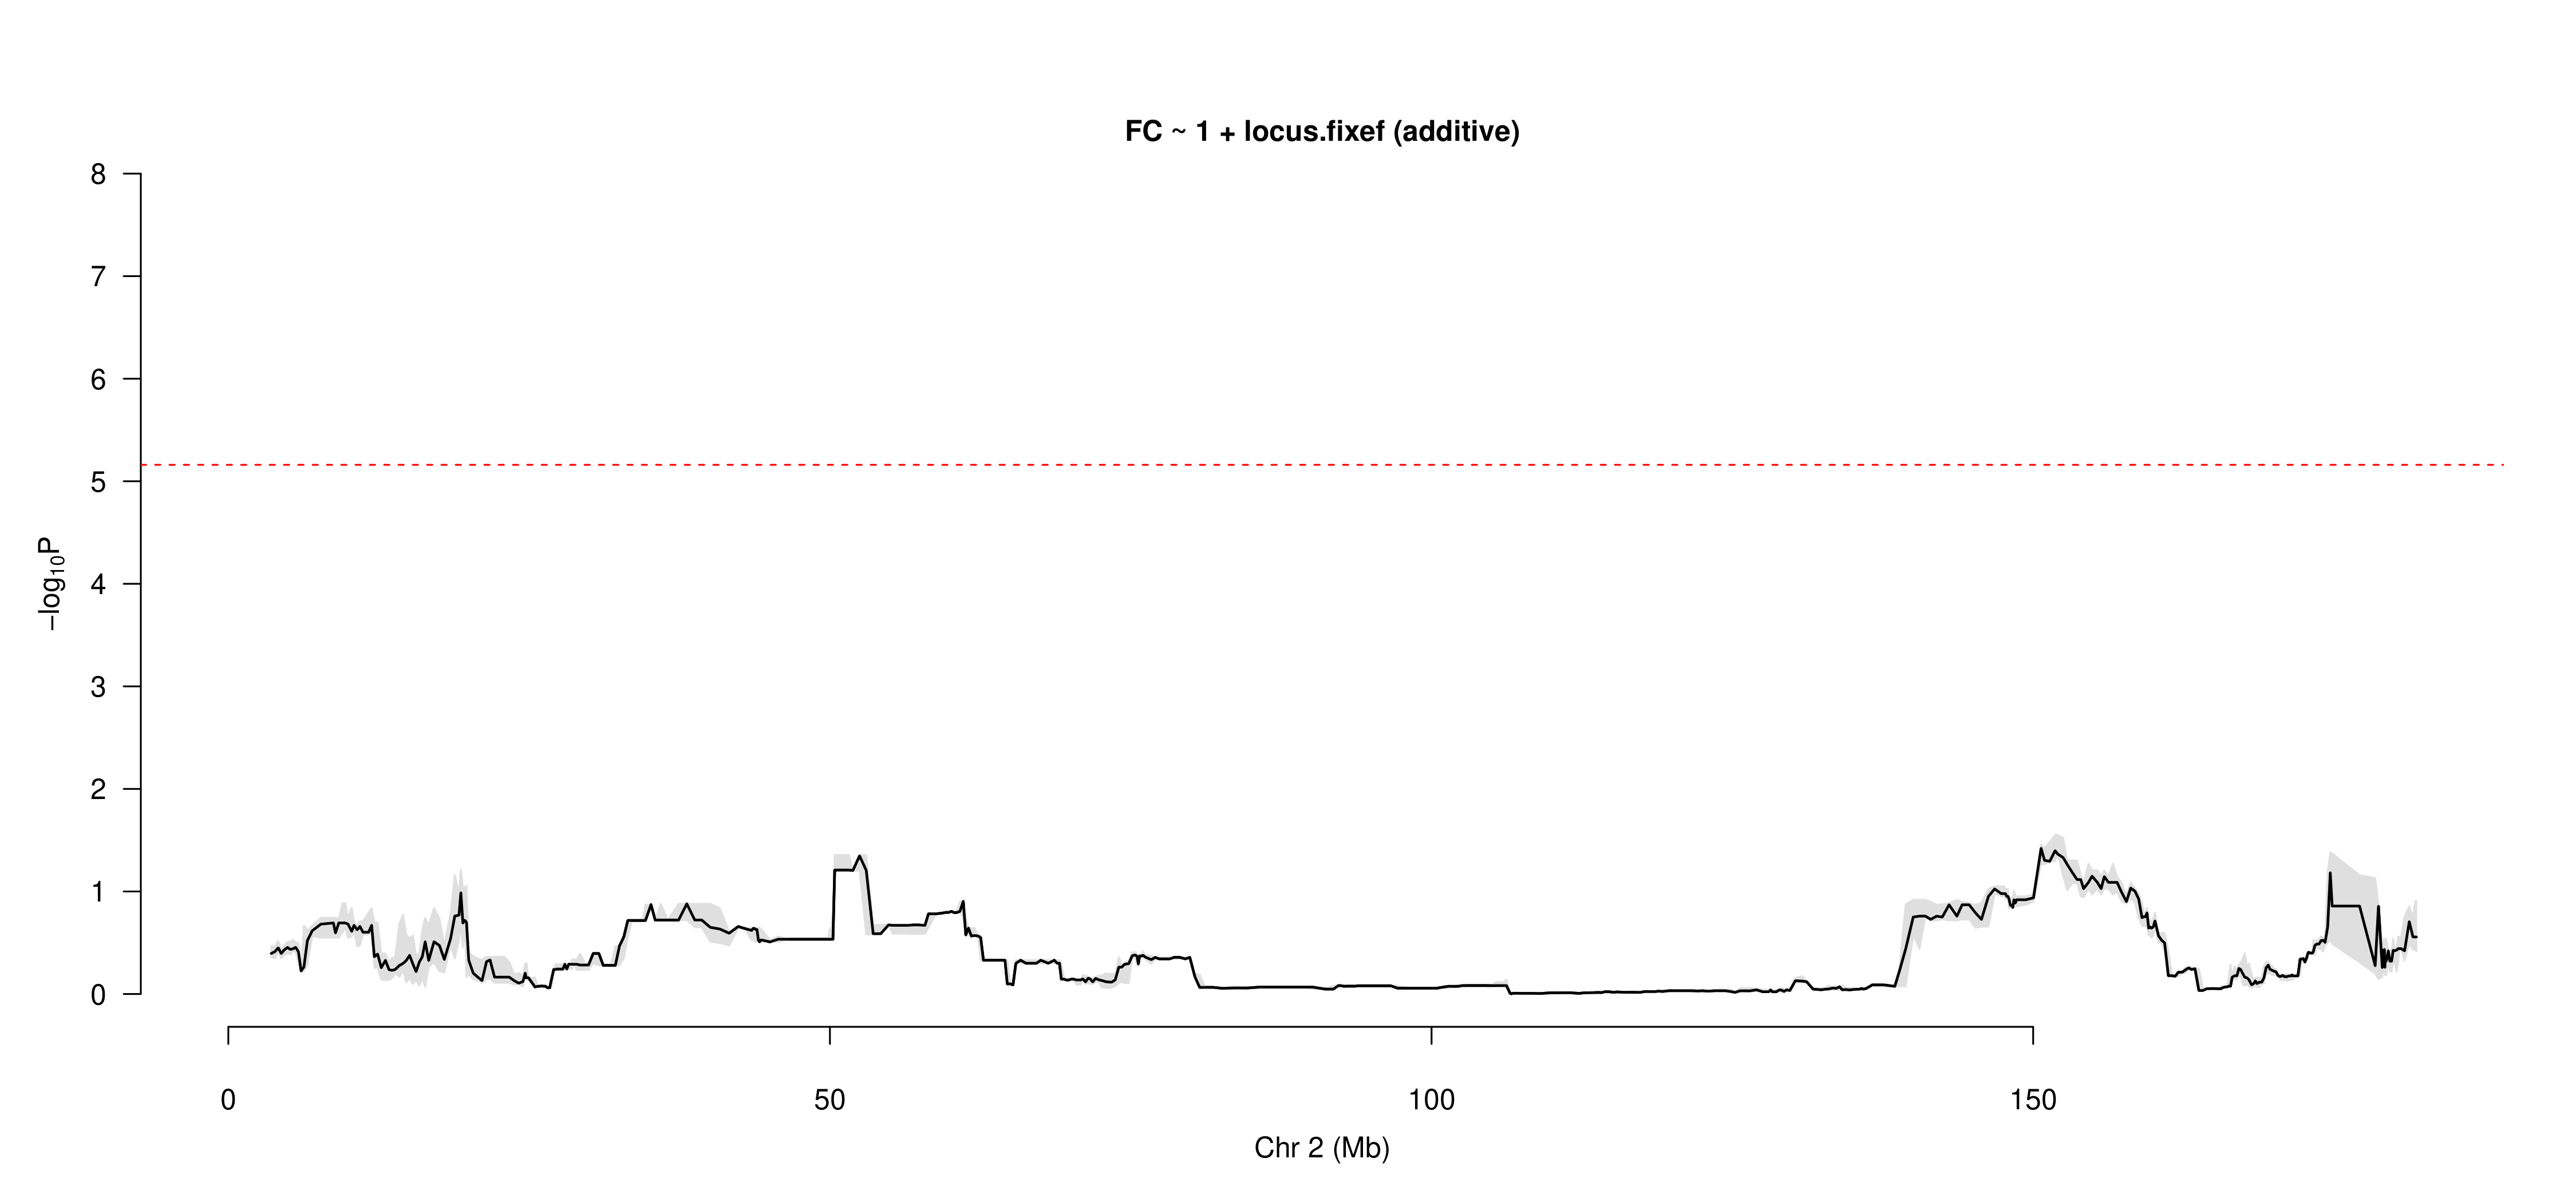 FC ~ 1 + locus.fixef (additive)
8
7
6
5
4
3
2
1
0
−log10P
0 50 100 150
Chr 2 (Mb)